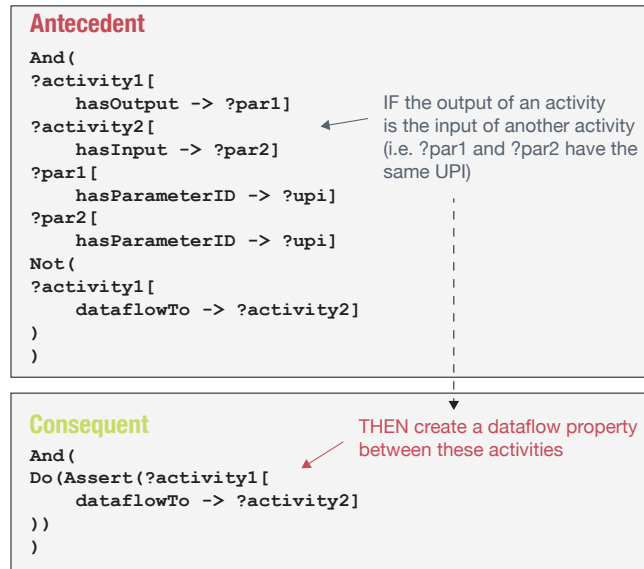 Antecedent
And(
?activity1[
    hasOutput -> ?par1]
?activity2[
    hasInput -> ?par2]
?par1[
    hasParameterID -> ?upi]
?par2[
    hasParameterID -> ?upi]
Not(
?activity1[
    dataflowTo -> ?activity2]
)
)
IF the output of an activity
is the input of another activity
(i.e. ?par1 and ?par2 have the
same UPI)
Consequent
And(
Do(Assert(?activity1[
    dataflowTo -> ?activity2]
))
)
THEN create a dataflow property
between these activities